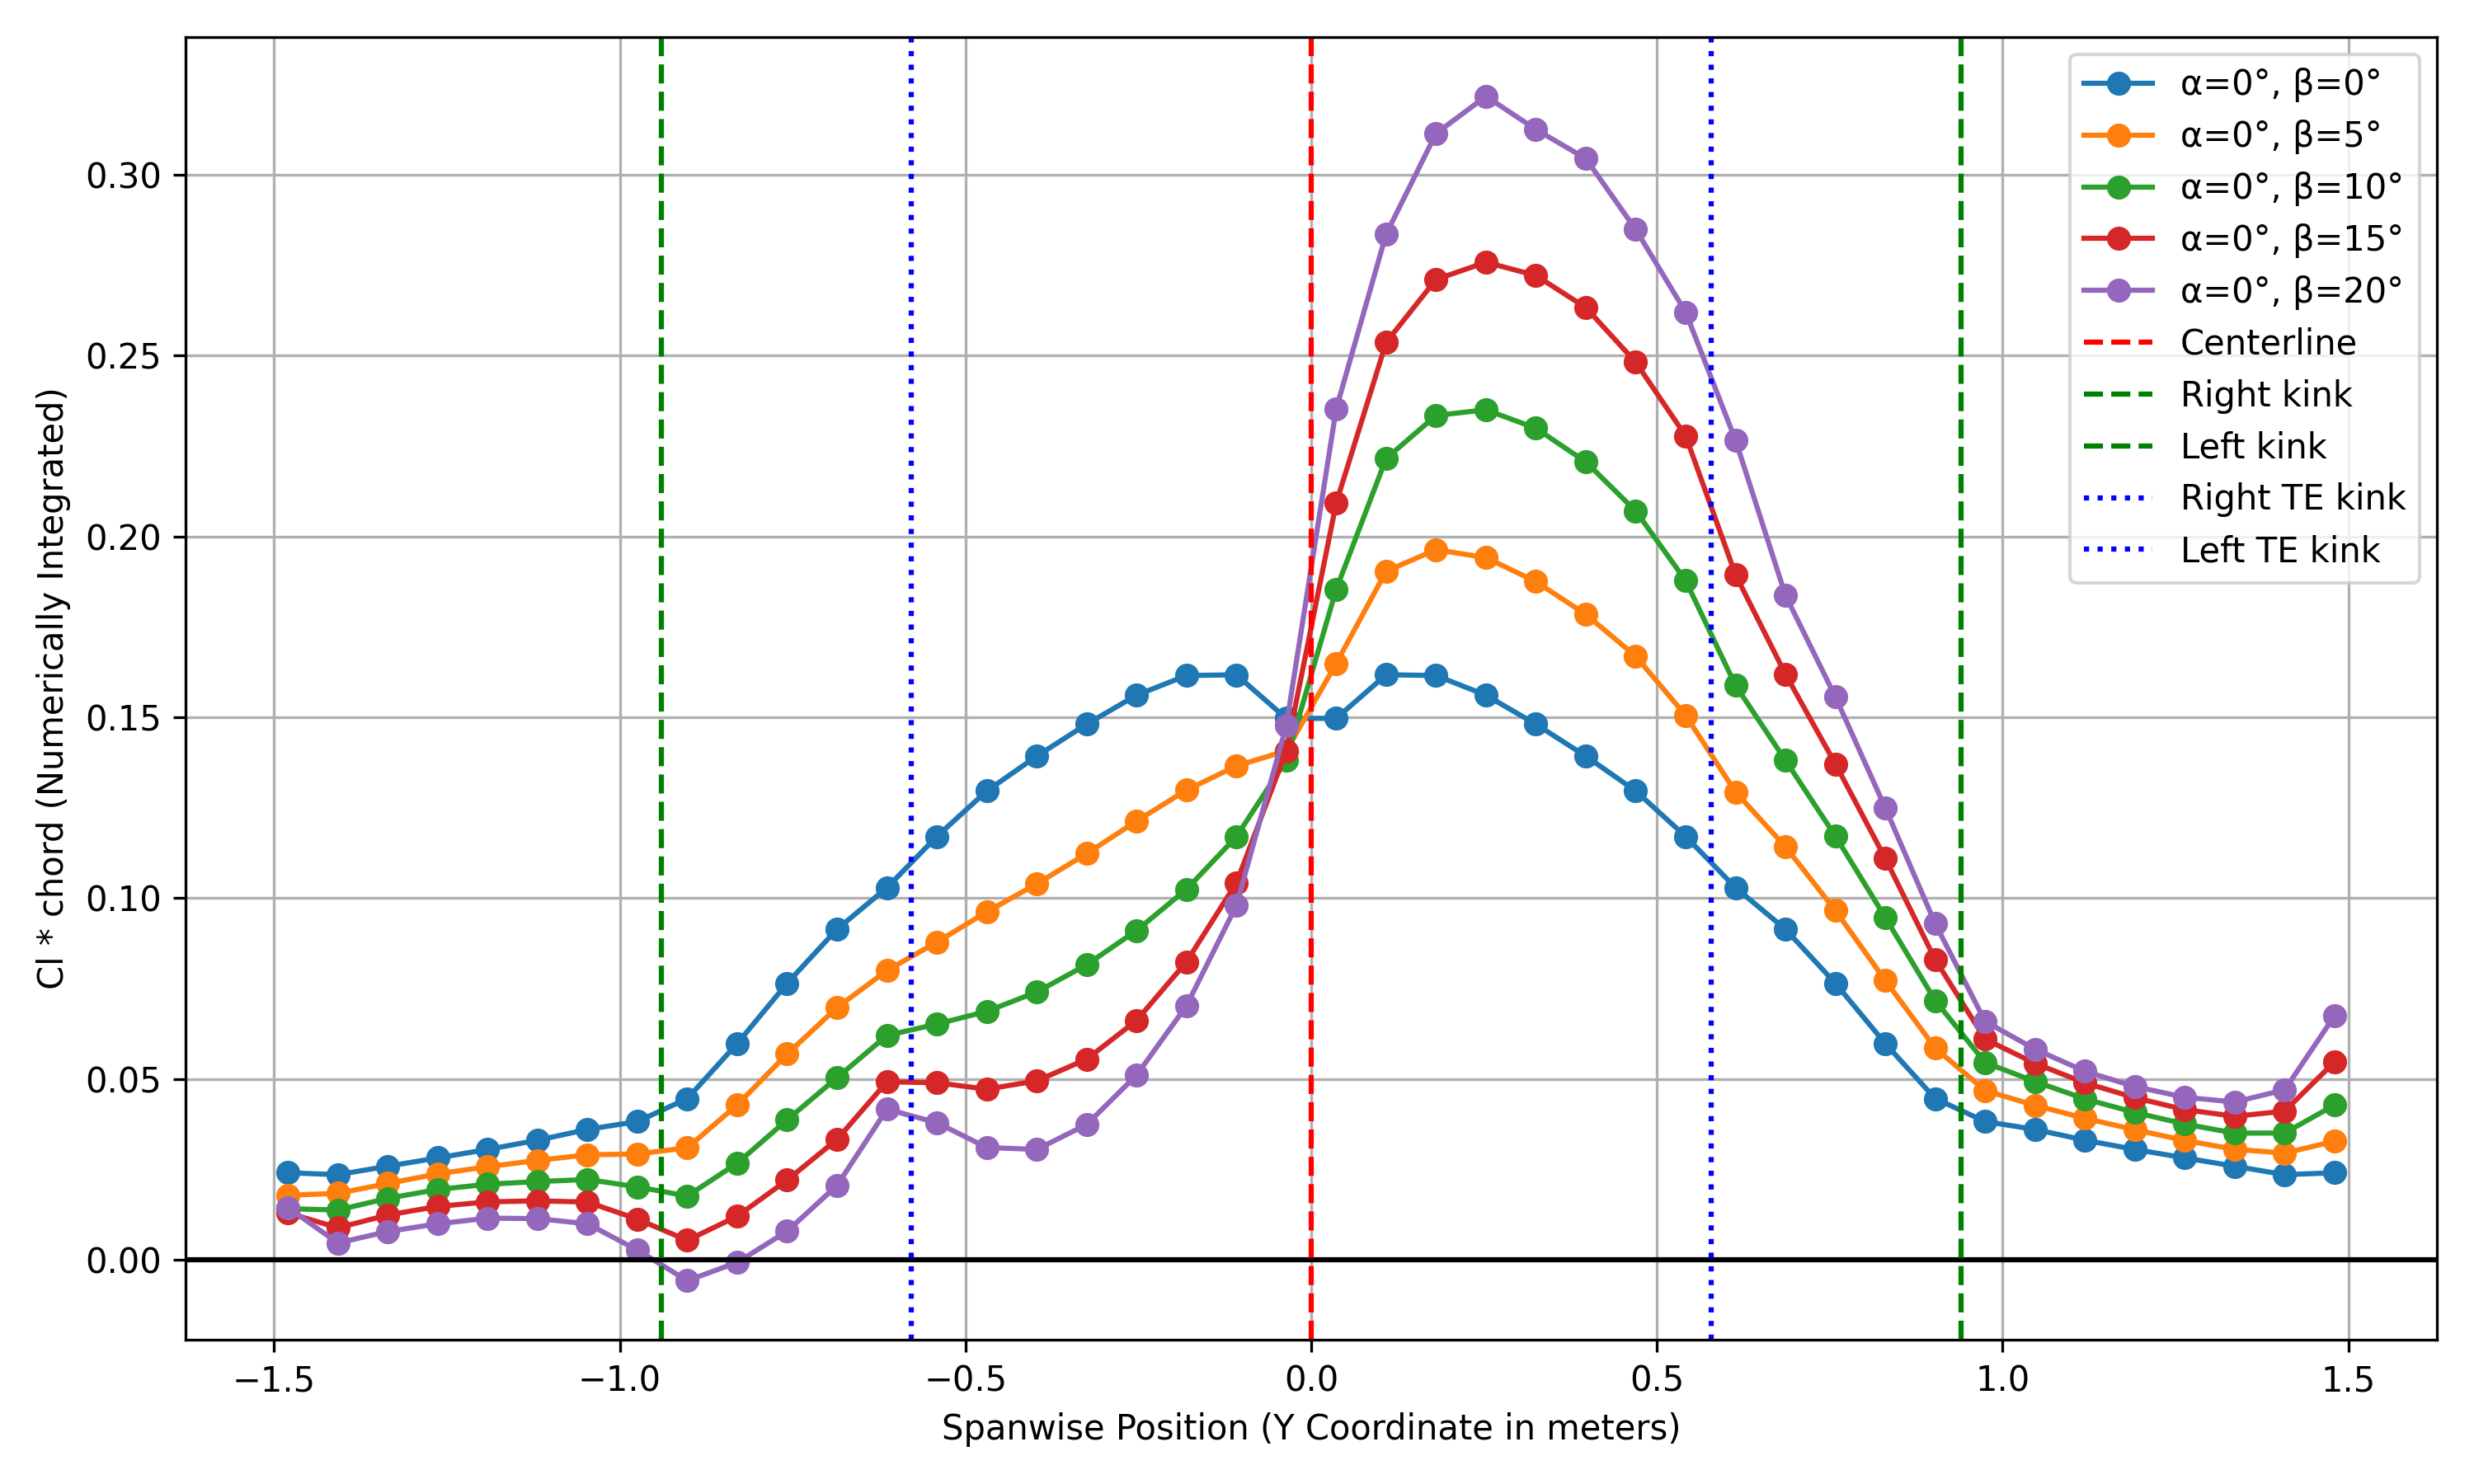 α=0°, β=0°
α=0°, β=5°
α=0°, β=10°
α=0°, β=15°
α=0°, β=20°
Centerline
Right kink
Left kink
Right TE kink
Left TE kink
Cl * chord (Numerically Integrated)
0.30
0.25
0.20
0.15
0.10
0.05
0.00
−1.5 −1.0 −0.5 0.0 0.5 1.0 1.5
Spanwise Position (Y Coordinate in meters)